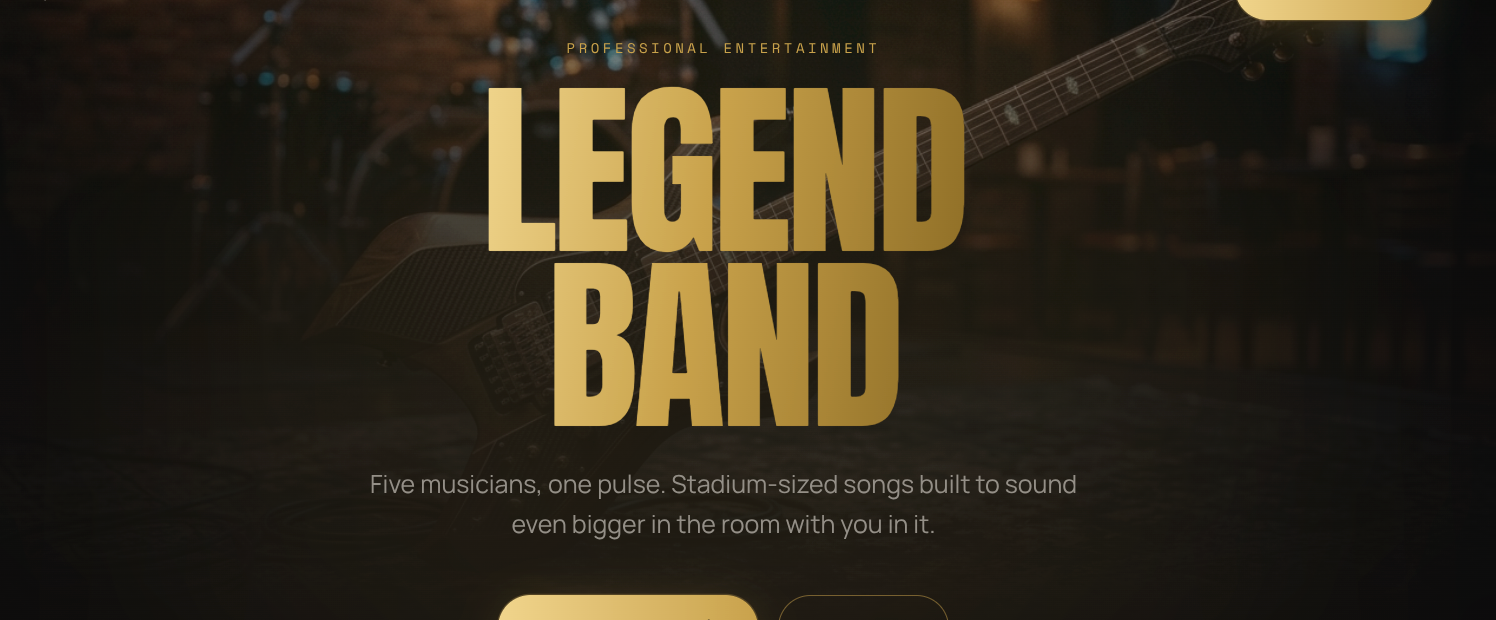 PROFESSIONAL ENTERTAINMENT
LEGEND
BAND
Five musicians, one pulse. Stadium-sized songs built to sound
even bigger in the room with you in it.